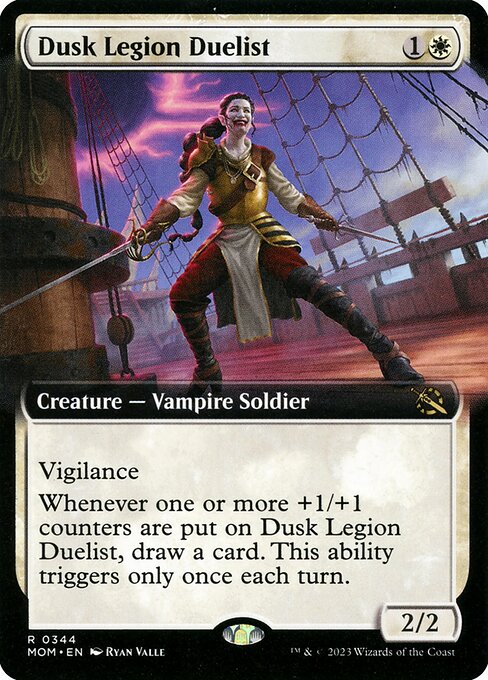 Dusk Legion Duelist 1
Creature — Vampire Soldier
Vigilance
Whenever one or more +1/+1
counters are put on Dusk Legion
Duelist, draw a card. This ability
triggers only once each turn.
2/2
R 0344
MOM • EN Ryan Valle
™ & © 2023 Wizards of the Coast